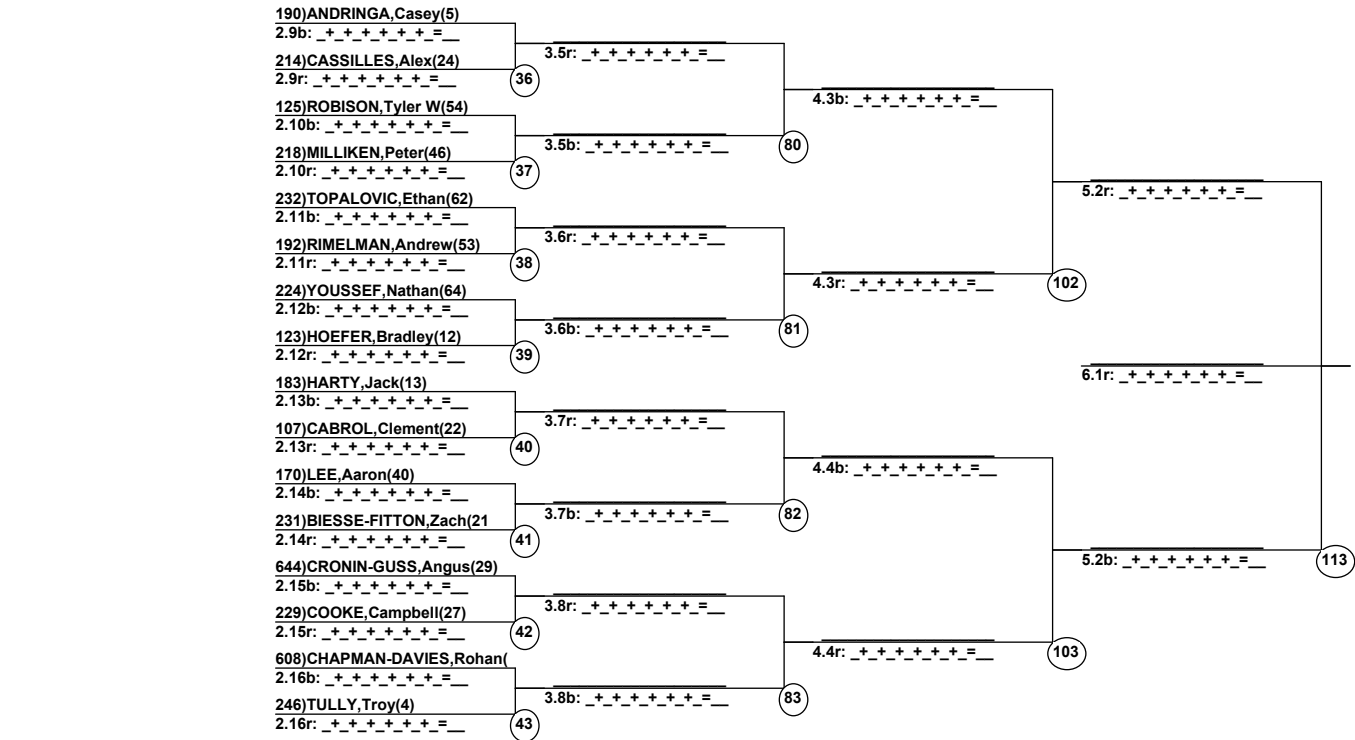 190)ANDRINGA,Casey(5)
2.9b: _+_+_+_+_+_=__
3.5r: _+_+_+_+_+_=__
214)CASSILLES,Alex(24)
2.9r: _+_+_+_+_+_=__
36
4.3b: _+_+_+_+_+_=__
125)ROBISON,Tyler W(54)
2.10b: _+_+_+_+_+_=__
3.5b: _+_+_+_+_+_=__
80
218)MILLIKEN,Peter(46)
2.10r: _+_+_+_+_+_=__
37
5.2r: _+_+_+_+_+_=__
232)TOPALOVIC,Ethan(62)
2.11b: _+_+_+_+_+_=__
3.6r: _+_+_+_+_+_=__
192)RIMELMAN,Andrew(53)
2.11r: _+_+_+_+_+_=__
38
4.3r: _+_+_+_+_+_=__
102
224)YOUSSEF,Nathan(64)
2.12b: _+_+_+_+_+_=__
3.6b: _+_+_+_+_+_=__
81
123)HOEFER,Bradley(12)
2.12r: _+_+_+_+_+_=__
39
6.1r: _+_+_+_+_+_=__
183)HARTY,Jack(13)
2.13b: _+_+_+_+_+_=__
3.7r: _+_+_+_+_+_=__
107)CABROL,Clement(22)
2.13r: _+_+_+_+_+_=__
40
4.4b: _+_+_+_+_+_=__
170)LEE,Aaron(40)
2.14b: _+_+_+_+_+_=__
3.7b: _+_+_+_+_+_=__
82
231)BIESSE-FITTON,Zach(21
2.14r: _+_+_+_+_+_=__
41
5.2b: _+_+_+_+_+_=__
113
644)CRONIN-GUSS,Angus(29)
2.15b: _+_+_+_+_+_=__
3.8r: _+_+_+_+_+_=__
229)COOKE,Campbell(27)
2.15r: _+_+_+_+_+_=__
42
4.4r: _+_+_+_+_+_=__
103
608)CHAPMAN-DAVIES,Rohan(
2.16b: _+_+_+_+_+_=__
3.8b: _+_+_+_+_+_=__
83
246)TULLY,Troy(4)
2.16r: _+_+_+_+_+_=__
43